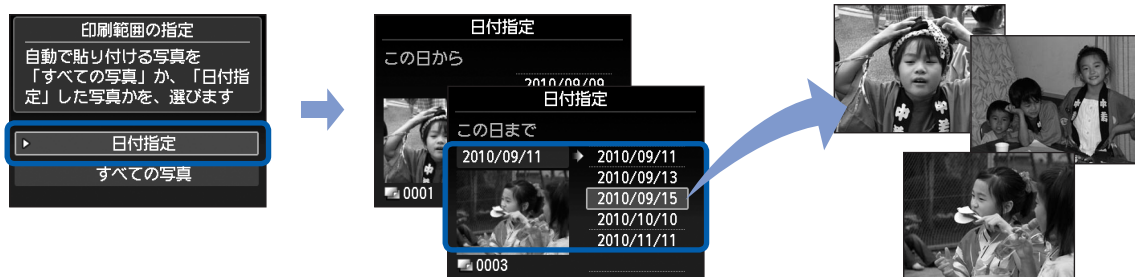 印刷範囲の指定
自動で貼り付ける写真を
「すべての写真」か、「日付指
定」した写真かを、選びます
日付指定
すべての写真
日付指定
この日から
2010/09/09
0001
日付指定
この日まで
2010/09/11
2010/09/11
2010/09/13
2010/09/15
2010/10/10
2010/11/11
0003